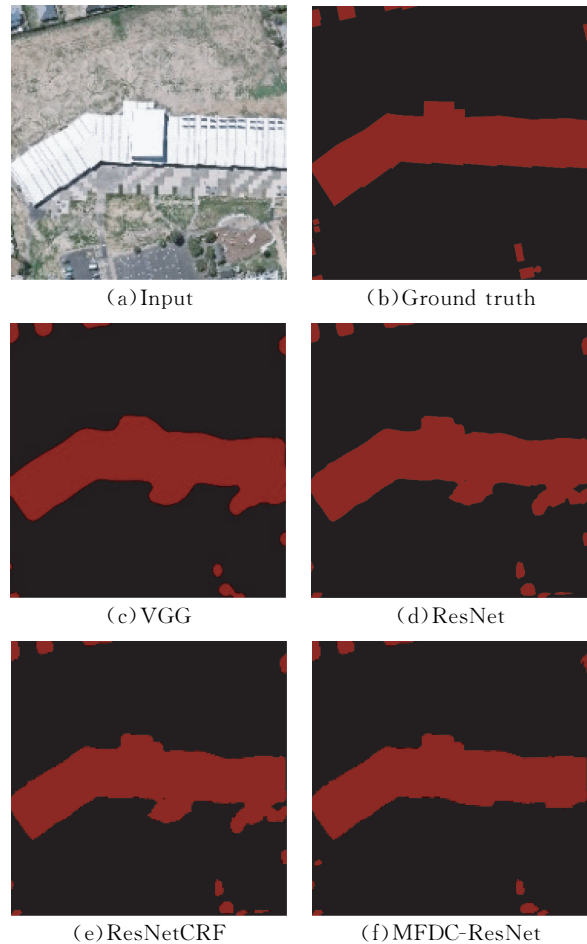 (a)Input
(b)Ground truth
(c)VGG
(d)ResNet
(e)ResNetCRF
(f)MFDC-ResNet